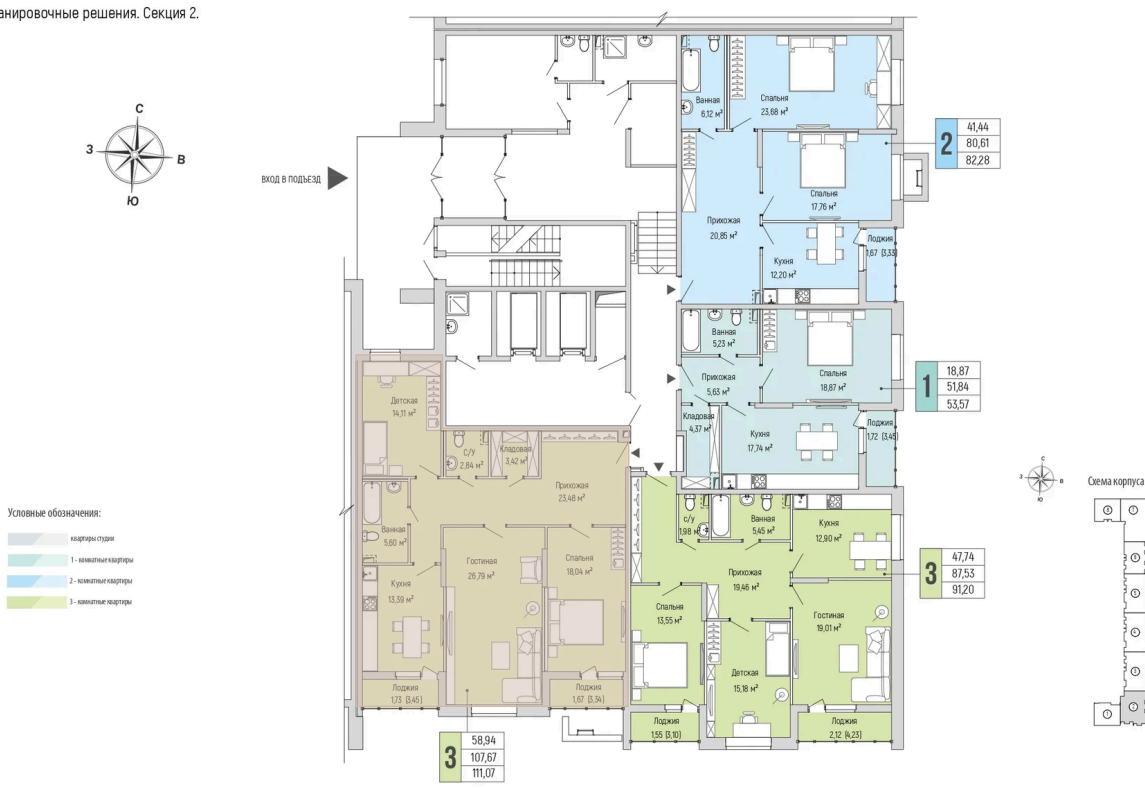 анировочные решения. Секция 2.
С
З
В
Ю
ВХОД В ПОДЪЕЗД
Ванная
6,12 м²
Спальня
23,68 м²
2
41,44
80,61
82,28
Спальня
17,76 м²
Прихожая
20,85 м²
Лоджия
1,67 (3,33)
Кухня
12,20 м²
Ванная
5,23 м²
Прихожая
5,63 м²
Спальня
18,87 м²
1
18,87
51,84
53,57
Кладовая
4,37 м²
Кухня
17,74 м²
Лоджия
1,72 (3,45)
Детская
14,11 м²
С/У
2,84 м²
Кладовая
3,42 м²
Прихожая
23,48 м²
Ванная
5,60 м²
Гостиная
26,79 м²
Спальня
18,04 м²
Кухня
13,39 м²
Лоджия
1,73 (3,45)
Лоджия
1,67 (3,34)
3
58,94
107,67
111,07
с/у
1,98 м²
Ванная
5,45 м²
Кухня
12,90 м²
3
47,74
87,53
91,20
Прихожая
19,46 м²
Спальня
13,55 м²
Гостиная
19,01 м²
Детская
15,18 м²
Лоджия
1,55 (3,10)
Лоджия
2,12 (4,23)
Условные обозначения:
квартиры студии
1 - комнатные квартиры
2 - комнатные квартиры
3 - комнатные квартиры
С
З
В
Ю
Схема корпуса